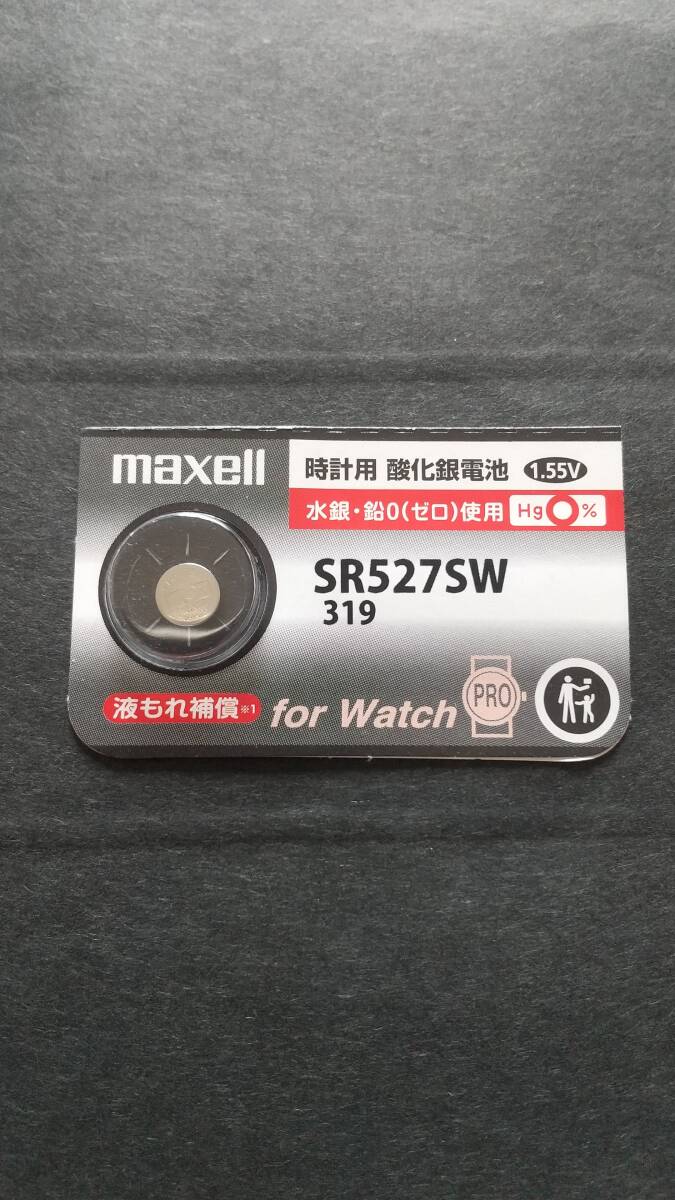 maxell
時計用 酸化銀電池 1.55V
水銀・鉛0(ゼロ)使用 Hg0%
SR527SW
319
液もれ補償※1
for Watch PRO